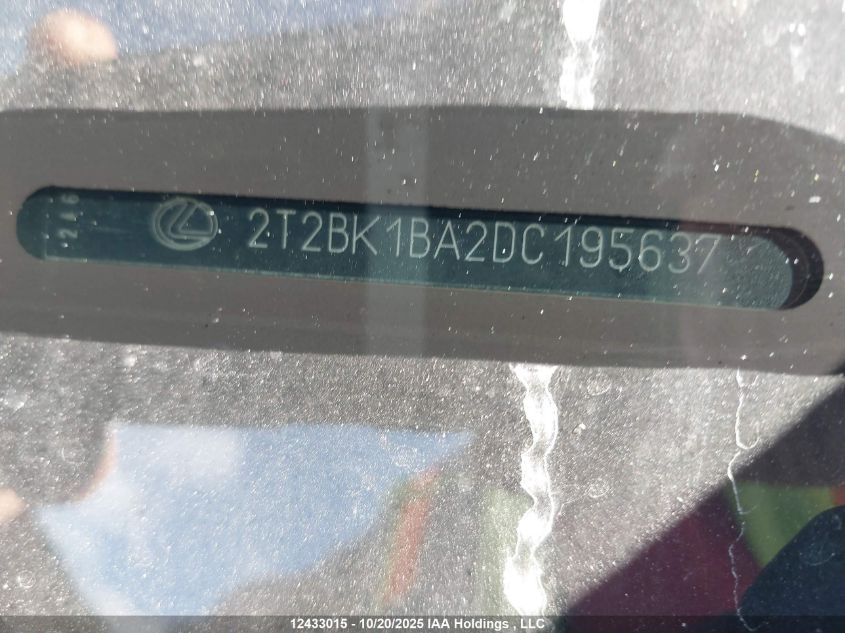 2T2BK1BA2DC195637
12433015 - 10/20/2025 IAA Holdings , LLC